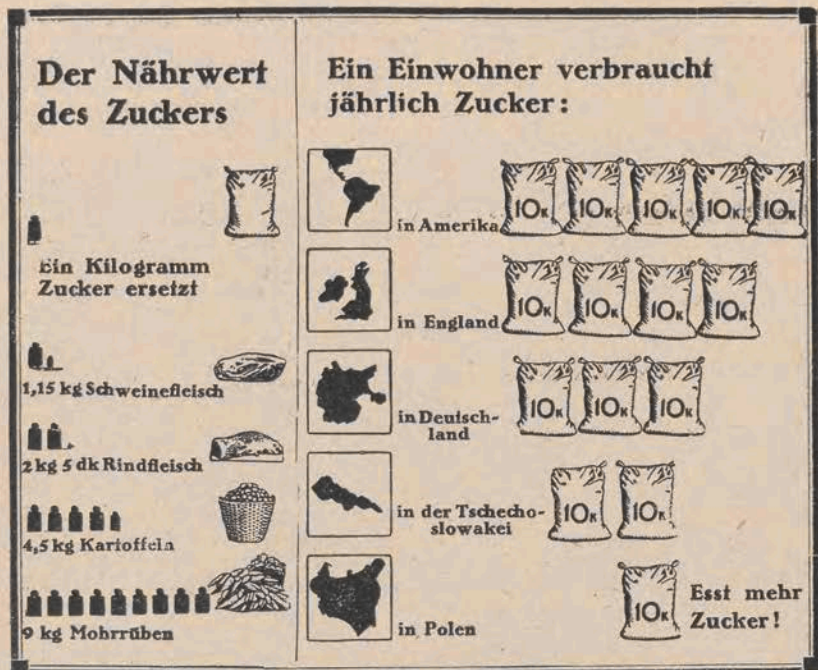 Der Nährwert
des Zuckers
Ein Kilogramm
Zucker ersetzt
1,15 kg Schweinefleisch
2 kg 5 dk Rindfleisch
4,5 kg Kartoffeln
9 kg Mohrrüben
Ein Einwohner verbraucht
jährlich Zucker:
in Amerika
10K 10K 10K 10K 10K
in England
10K 10K 10K 10K
in Deutsch-
land
10K 10K 10K
in der Tschecho-
slowakei
10K 10K
in Polen
10K
Esst mehr
Zucker!